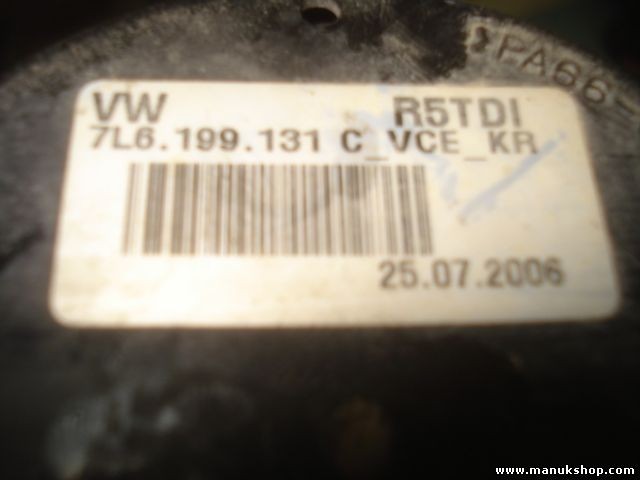 >PA66-
VW R5TDI
7L6.199.131 C_VCE_KR
25.07.2006
www.manukshop.com